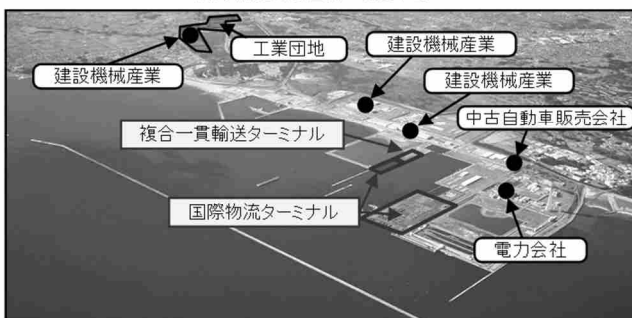 工業団地
建設機械産業
建設機械産業
建設機械産業
中古自動車販売会社
複合一貫輸送ターミナル
国際物流ターミナル
電力会社